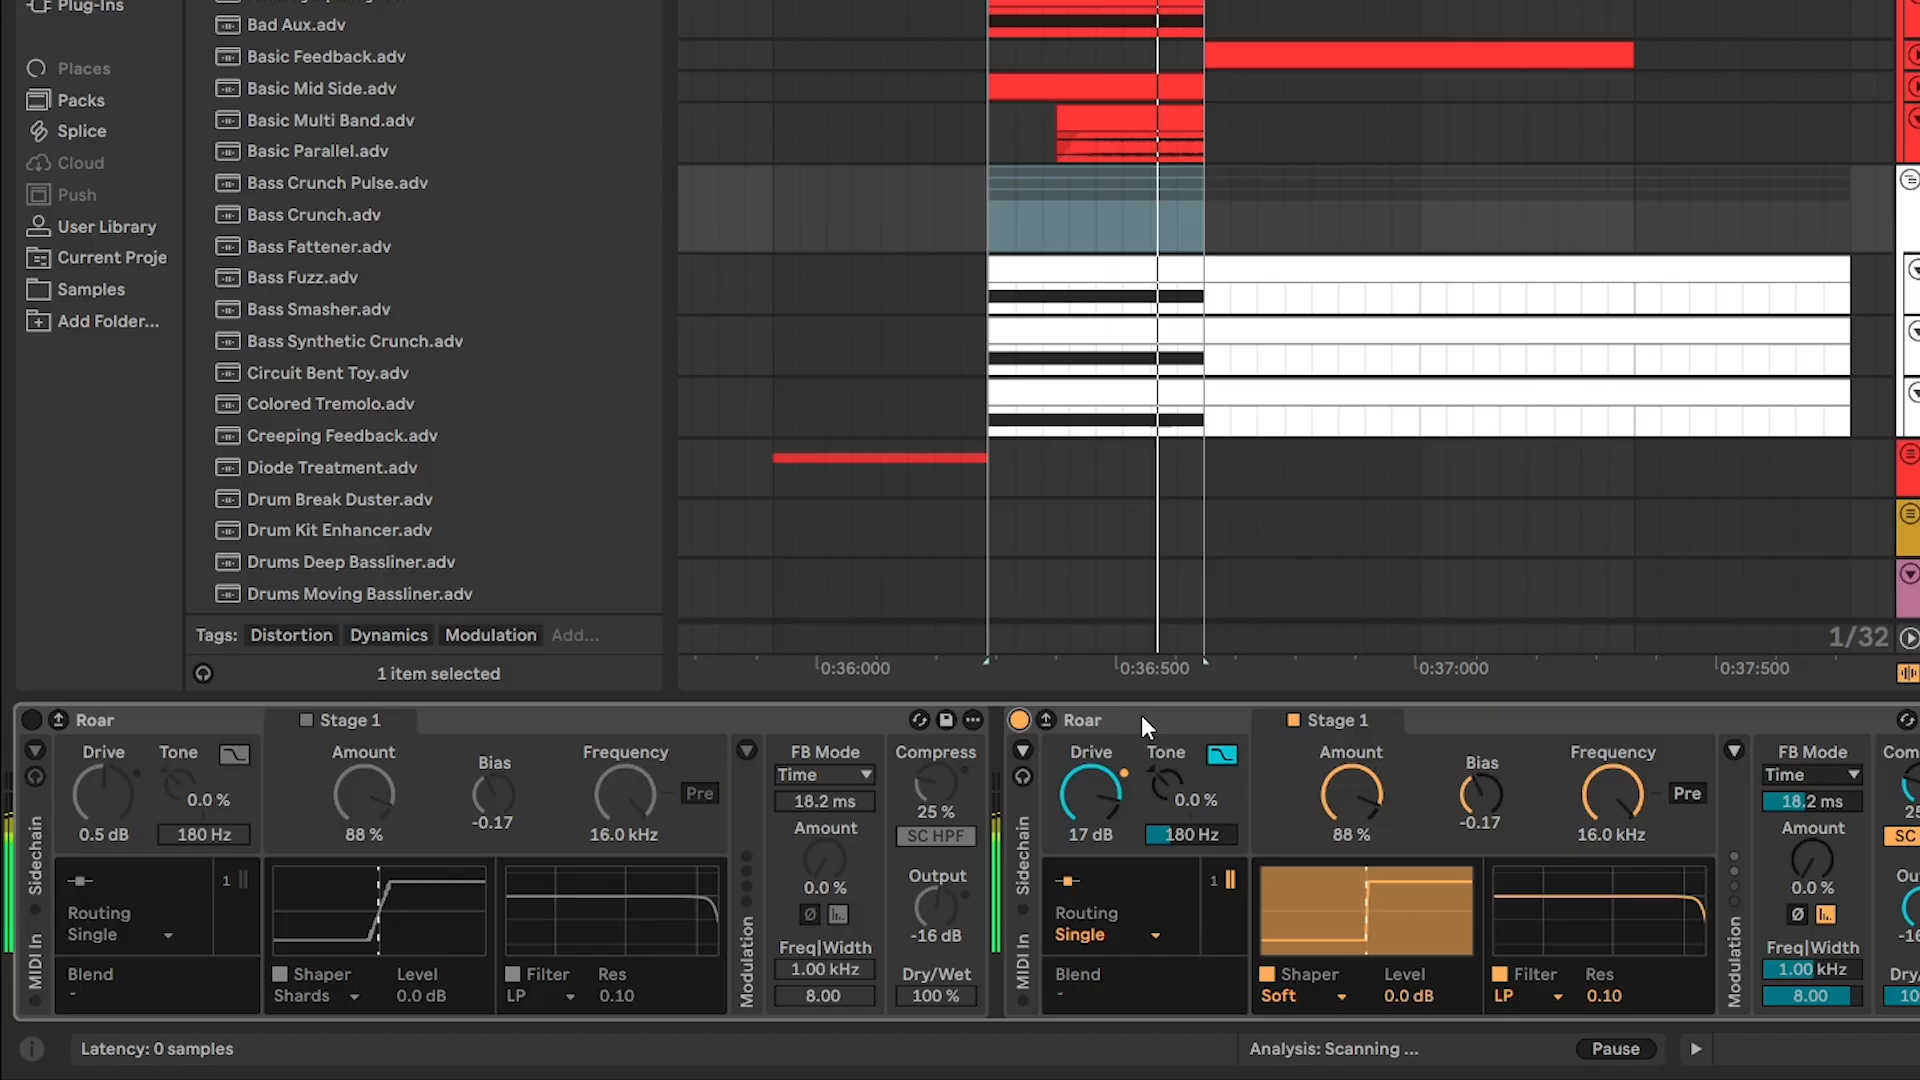 Plug-Ins
Places
Packs
Splice
Cloud
Push
User Library
Current Proje
Samples
Add Folder...
Bad Aux.adv
Basic Feedback.adv
Basic Mid Side.adv
Basic Multi Band.adv
Basic Parallel.adv
Bass Crunch Pulse.adv
Bass Crunch.adv
Bass Fattener.adv
Bass Fuzz.adv
Bass Smasher.adv
Bass Synthetic Crunch.adv
Circuit Bent Toy.adv
Colored Tremolo.adv
Creeping Feedback.adv
Diode Treatment.adv
Drum Break Duster.adv
Drum Kit Enhancer.adv
Drums Deep Bassliner.adv
Drums Moving Bassliner.adv
Tags: Distortion Dynamics Modulation Add...
1 item selected
1/32
0:36:000 0:36:500 0:37:000 0:37:500
Roar
Stage 1
Drive Tone
0.0 %
0.5 dB 180 Hz
Amount
88 %
Bias
-0.17
Frequency
Pre
16.0 kHz
Sidechain
MIDI In
1
Routing
Single
Blend
-
Shaper Level
Shards 0.0 dB
Filter Res
LP 0.10
Modulation
FB Mode
Time
18.2 ms
Amount
0.0 %
Ø
Freq|Width
1.00 kHz
8.00
Compress
25 %
SC HPF
Output
-16 dB
Dry/Wet
100 %
Roar
Stage 1
Drive Tone
0.0 %
17 dB 180 Hz
Amount
88 %
Bias
-0.17
Frequency
Pre
16.0 kHz
Sidechain
MIDI In
1
Routing
Single
Blend
-
Shaper Level
Soft 0.0 dB
Filter Res
LP 0.10
Modulation
FB Mode
Time
18.2 ms
Amount
0.0 %
Ø
Freq|Width
1.00 kHz
8.00
Com
25
SC
Ou
-16
Dry/
10
Latency: 0 samples
Analysis: Scanning ...
Pause